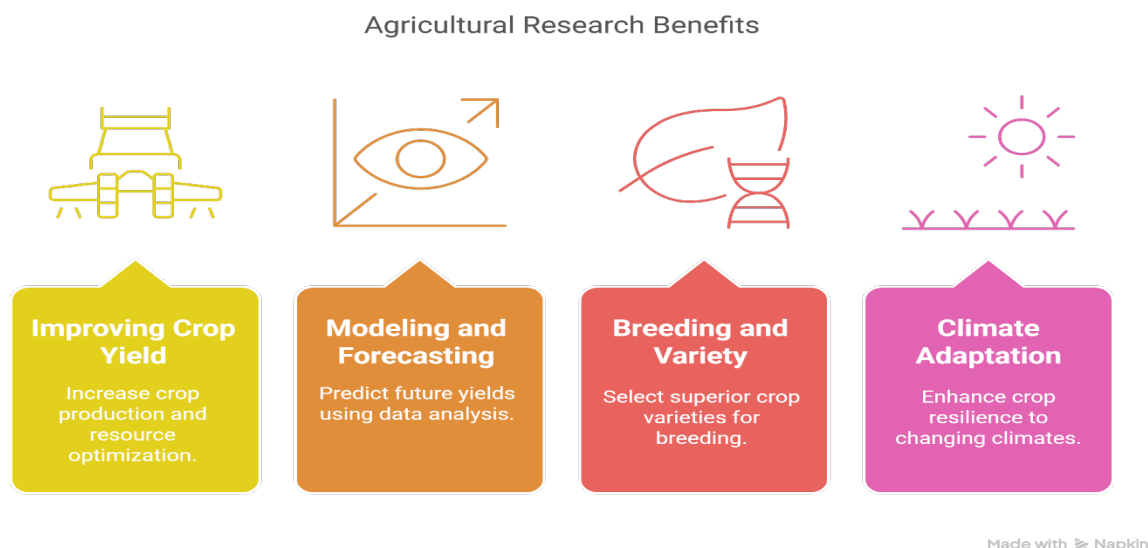 Agricultural Research Benefits
Improving Crop
Yield
Increase crop
production and
resource
optimization.
Modeling and
Forecasting
Predict future yields
using data analysis.
Breeding and
Variety
Select superior crop
varieties for
breeding.
Climate
Adaptation
Enhance crop
resilience to
changing climates.
Made with Napkin